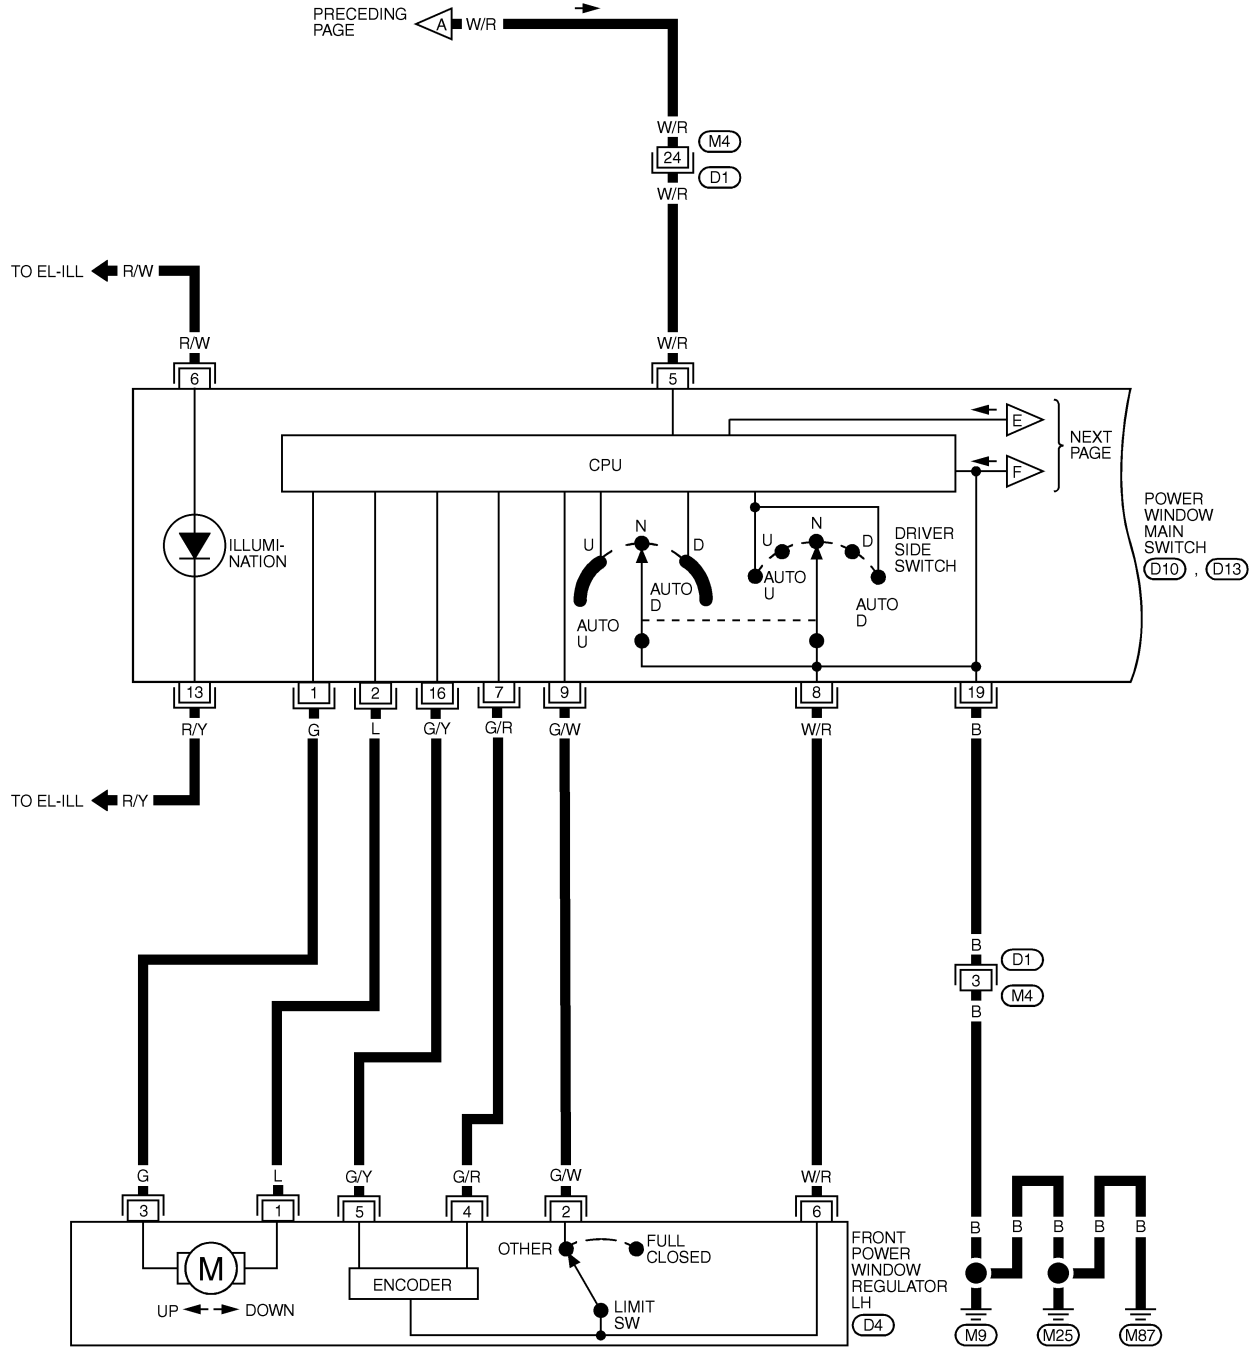 PRECEDING
PAGE
A
W/R
W/R
M4
24
D1
W/R
TO EL-ILL
R/W
R/W
W/R
6
5
E
CPU
F
NEXT
PAGE
POWER
WINDOW
MAIN
SWITCH
D10 , D13
ILLUMI-
NATION
U
N
D
AUTO
D
AUTO
U
U
N
D
AUTO
U
AUTO
D
DRIVER
SIDE
SWITCH
13
1
2
16
7
9
8
19
R/Y
G
L
G/Y
G/R
G/W
W/R
B
TO EL-ILL
R/Y
B
D1
3
M4
B
G
L
G/Y
G/R
G/W
W/R
3
1
5
4
2
6
B
B
B
B
B
M
UP
DOWN
ENCODER
OTHER
FULL
CLOSED
LIMIT
SW
FRONT
POWER
WINDOW
REGULATOR
LH
D4
M9
M25
M87